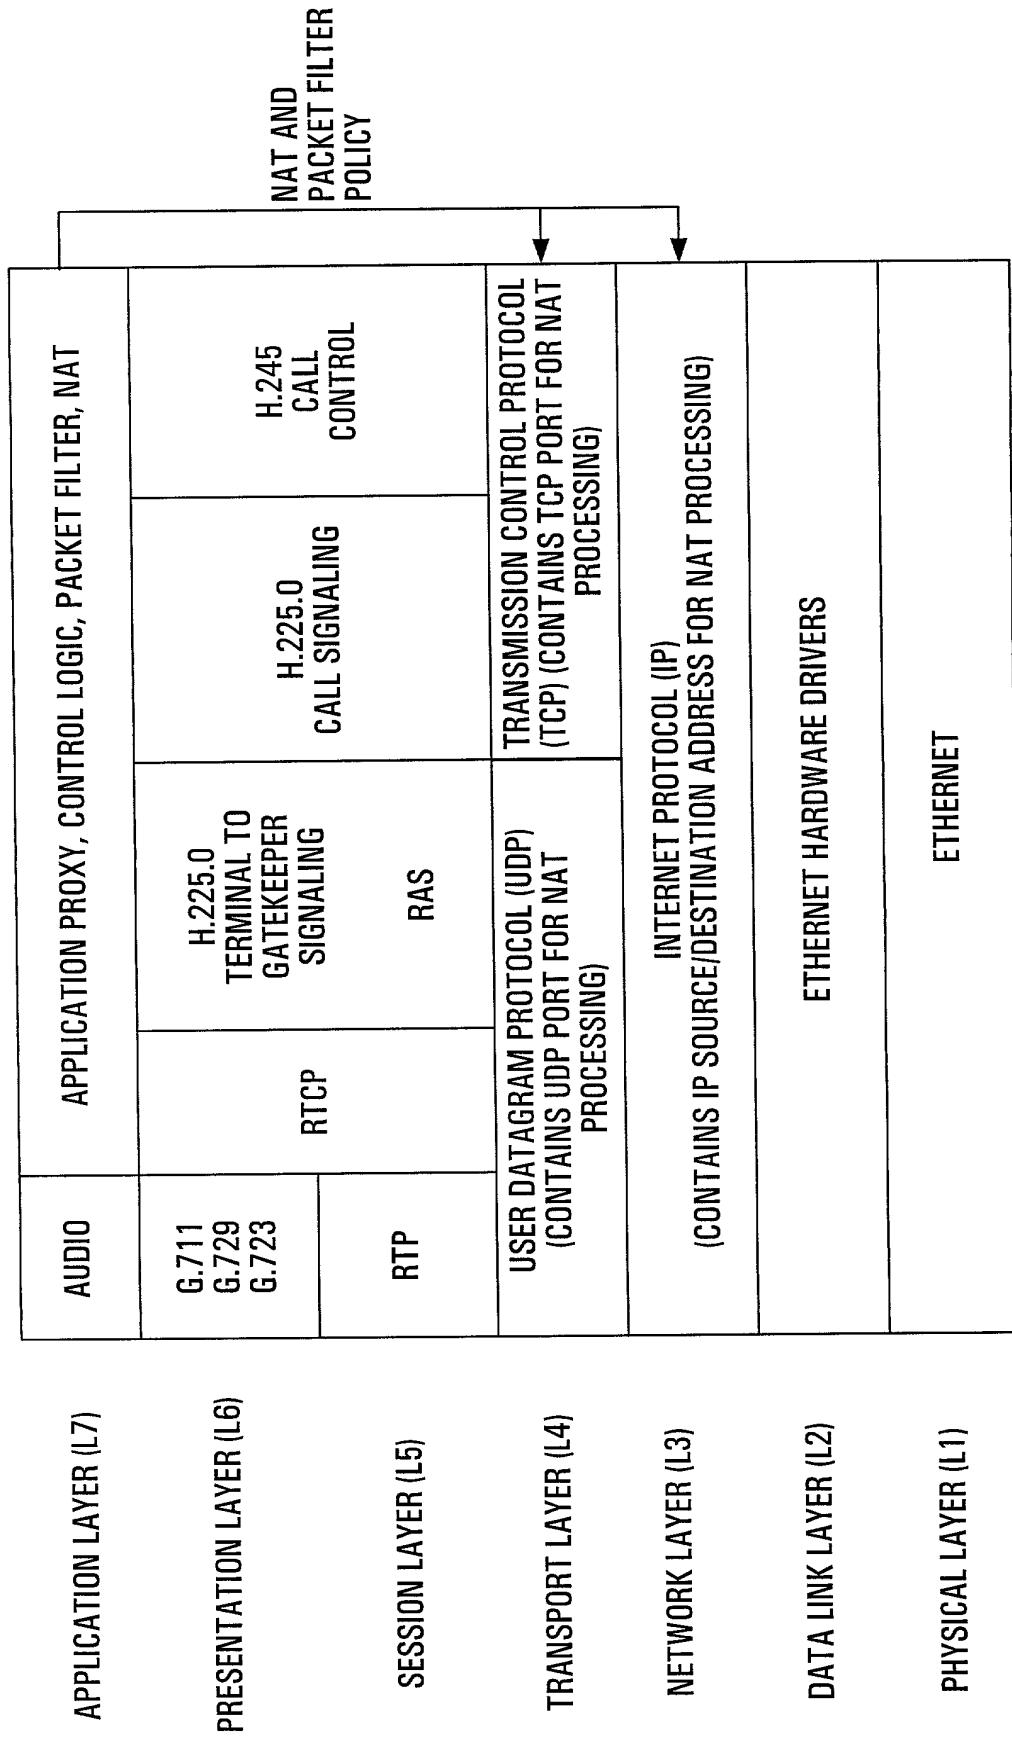 APPLICATION LAYER (L7)
PRESENTATION LAYER (L6)
SESSION LAYER (L5)
TRANSPORT LAYER (L4)
NETWORK LAYER (L3)
DATA LINK LAYER (L2)
PHYSICAL LAYER (L1)
AUDIO
APPLICATION PROXY, CONTROL LOGIC, PACKET FILTER, NAT
G.711
G.729
G.723
RTP
RTCP
H.225.0
TERMINAL TO
GATEKEEPER
SIGNALING
RAS
H.225.0
CALL SIGNALING
H.245
CALL
CONTROL
USER DATAGRAM PROTOCOL (UDP)
(CONTAINS UDP PORT FOR NAT
PROCESSING)
TRANSMISSION CONTROL PROTOCOL
(TCP) (CONTAINS TCP PORT FOR NAT
PROCESSING)
INTERNET PROTOCOL (IP)
(CONTAINS IP SOURCE/DESTINATION ADDRESS FOR NAT PROCESSING)
ETHERNET HARDWARE DRIVERS
ETHERNET
NAT AND
PACKET FILTER
POLICY